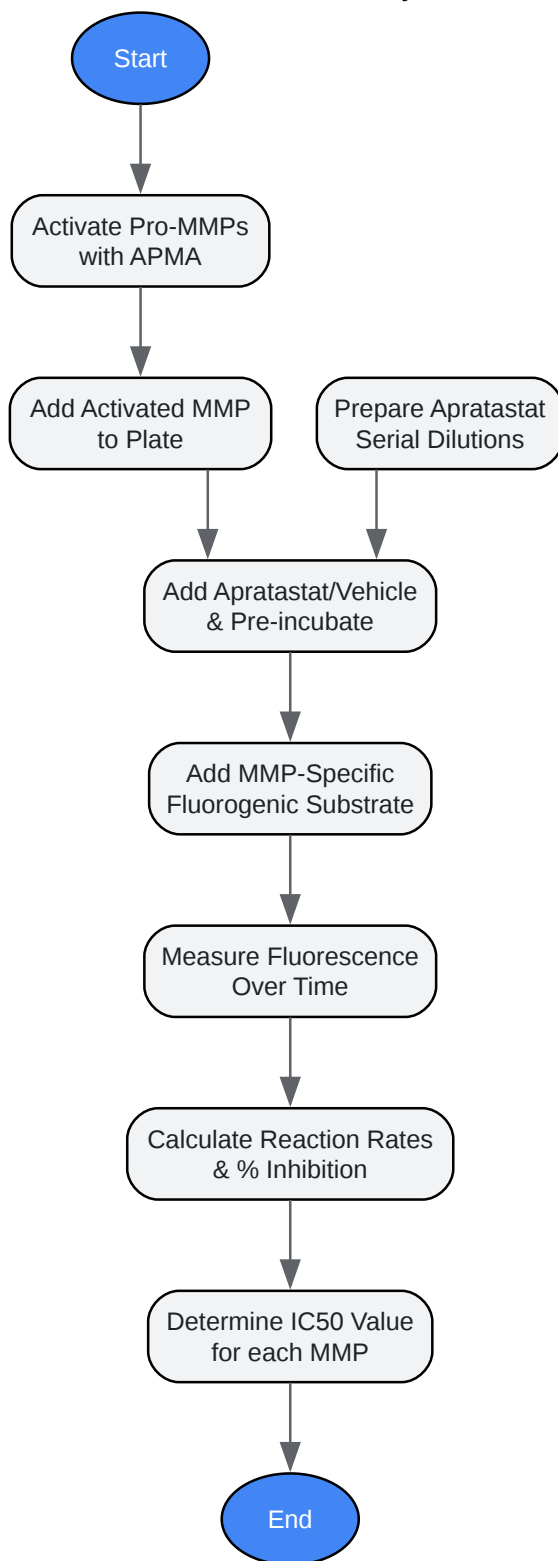 Start
Activate Pro-MMPs
with APMA
Add Activated MMP
to Plate
Prepare Apratastat
Serial Dilutions
Add Apratastat/Vehicle
& Pre-incubate
Add MMP-Specific
Fluorogenic Substrate
Measure Fluorescence
Over Time
Calculate Reaction Rates
& % Inhibition
Determine IC50 Value
for each MMP
End